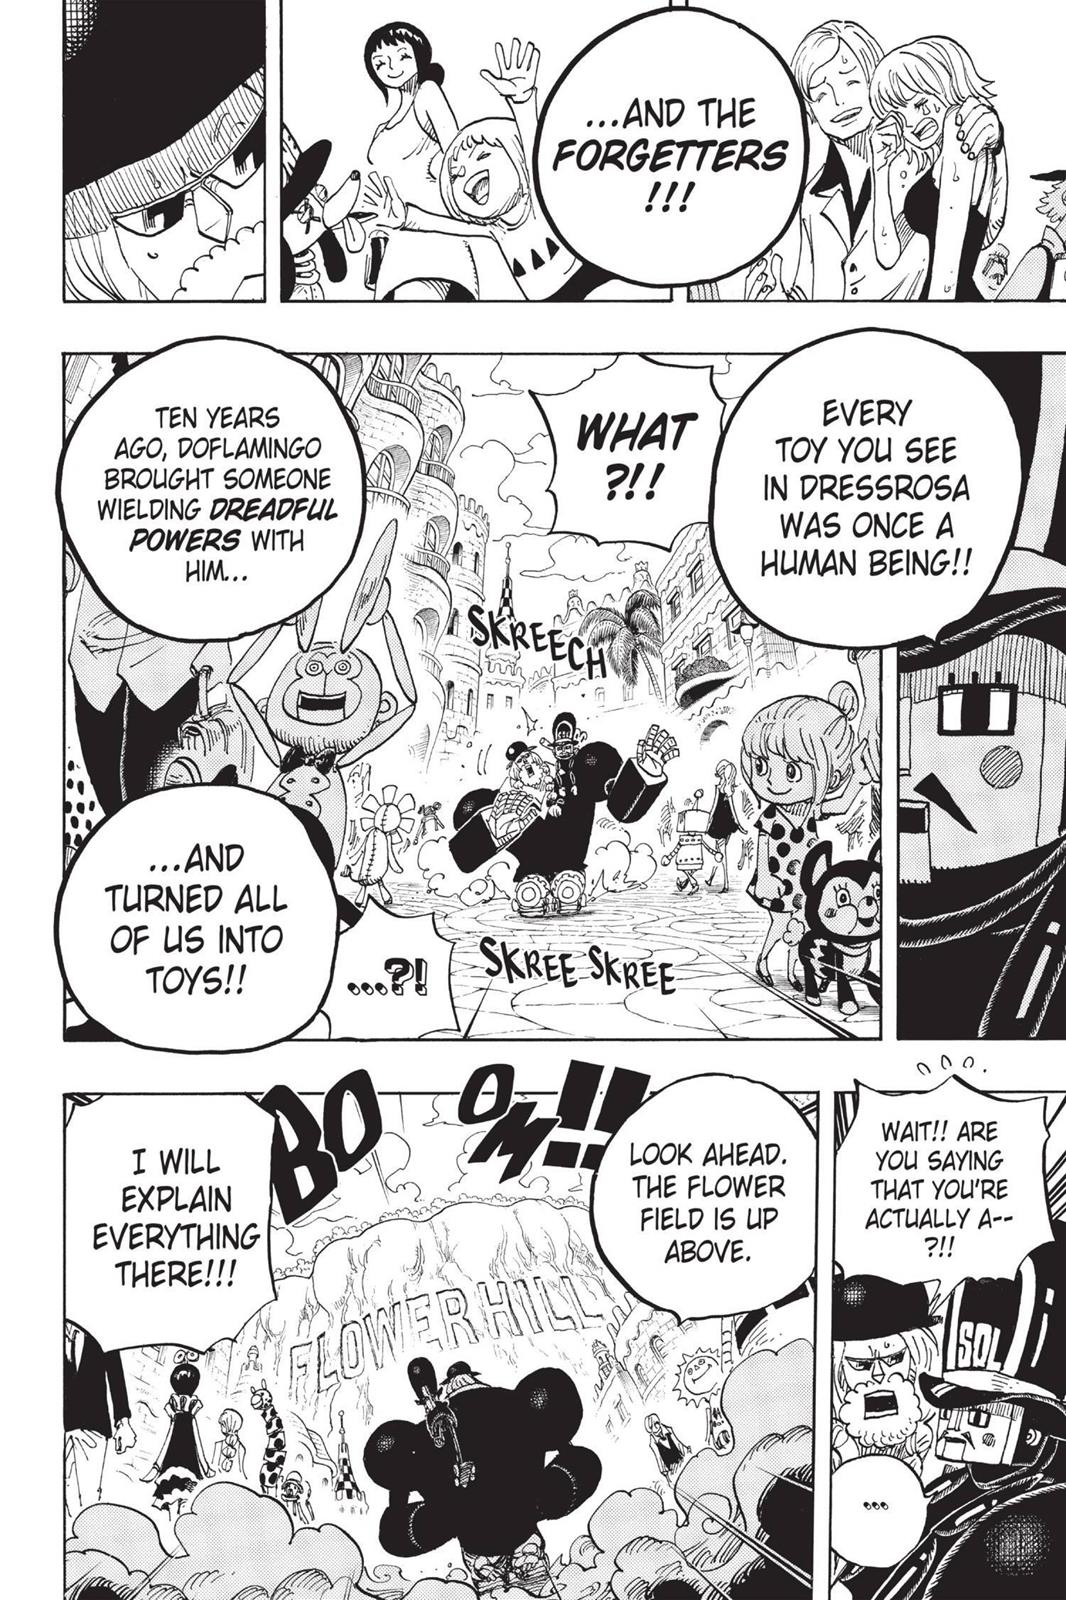 ...AND THE
FORGETTERS
!!!
EVERY
TOY YOU SEE
IN DRESSROSA
WAS ONCE A
HUMAN BEING!!
WHAT
?!!
SKREECH
TEN YEARS
AGO, DOFLAMINGO
BROUGHT SOMEONE
WIELDING DREADFUL
POWERS WITH
HIM...
...AND
TURNED ALL
OF US INTO
TOYS!!
...?!
SKREE SKREE
WAIT!! ARE
YOU SAYING
THAT YOU'RE
ACTUALLY A--
?!!
SOL
...
LOOK AHEAD.
THE FLOWER
FIELD IS UP
ABOVE.
BOOM!!
FLOWER HILL
I WILL
EXPLAIN
EVERYTHING
THERE!!!